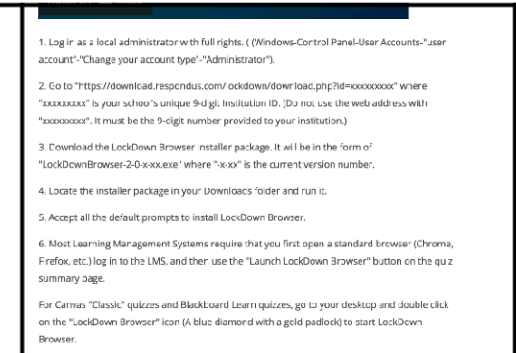 1. Log in as a local administrator with full rights. ( (Windows-Control Panel-User Accounts-"user
account"-"Change your account type"-"Administrator").
2. Go to "https://download.respondus.com/lockdown/download.php?id=xxxxxxxxx" where
"xxxxxxxxx" is your school's unique 9-digit Institution ID. (Do not use the web address with
"xxxxxxxxx". It must be the 9-digit number provided to your institution.)
3. Download the LockDown Browser installer package. It will be in the form of
"LockDownBrowser-2-0-x-xx.exe" where "-x-xx" is the current version number.
4. Locate the installer package in your Downloads folder and run it.
5. Accept all the default prompts to install LockDown Browser.
6. Most Learning Management Systems require that you first open a standard browser (Chrome,
Firefox, etc.) log in to the LMS, and then use the "Launch LockDown Browser" button on the quiz
summary page.
For Canvas "Classic" quizzes and Blackboard Learn quizzes, go to your desktop and double click
on the "LockDown Browser" icon (A blue diamond with a gold padlock) to start LockDown
Browser.